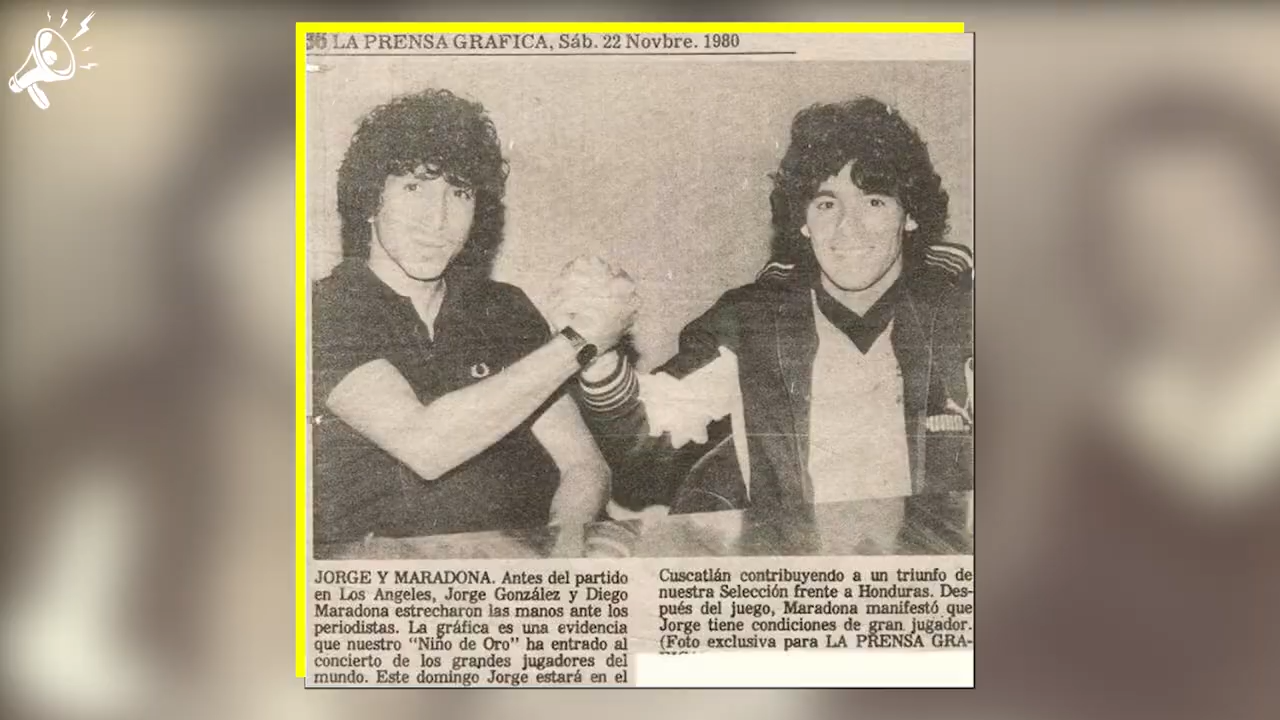 36 LA PRENSA GRAFICA, Sáb. 22 Novbre. 1980
JORGE Y MARADONA. Antes del partido
en Los Angeles, Jorge González y Diego
Maradona estrecharon las manos ante los
periodistas. La gráfica es una evidencia
que nuestro "Niño de Oro" ha entrado al
concierto de los grandes jugadores del
mundo. Este domingo Jorge estará en el
Cuscatlán contribuyendo a un triunfo de
nuestra Selección frente a Honduras. Des-
pués del juego, Maradona manifestó que
Jorge tiene condiciones de gran jugador.
(Foto exclusiva para LA PRENSA GRA-